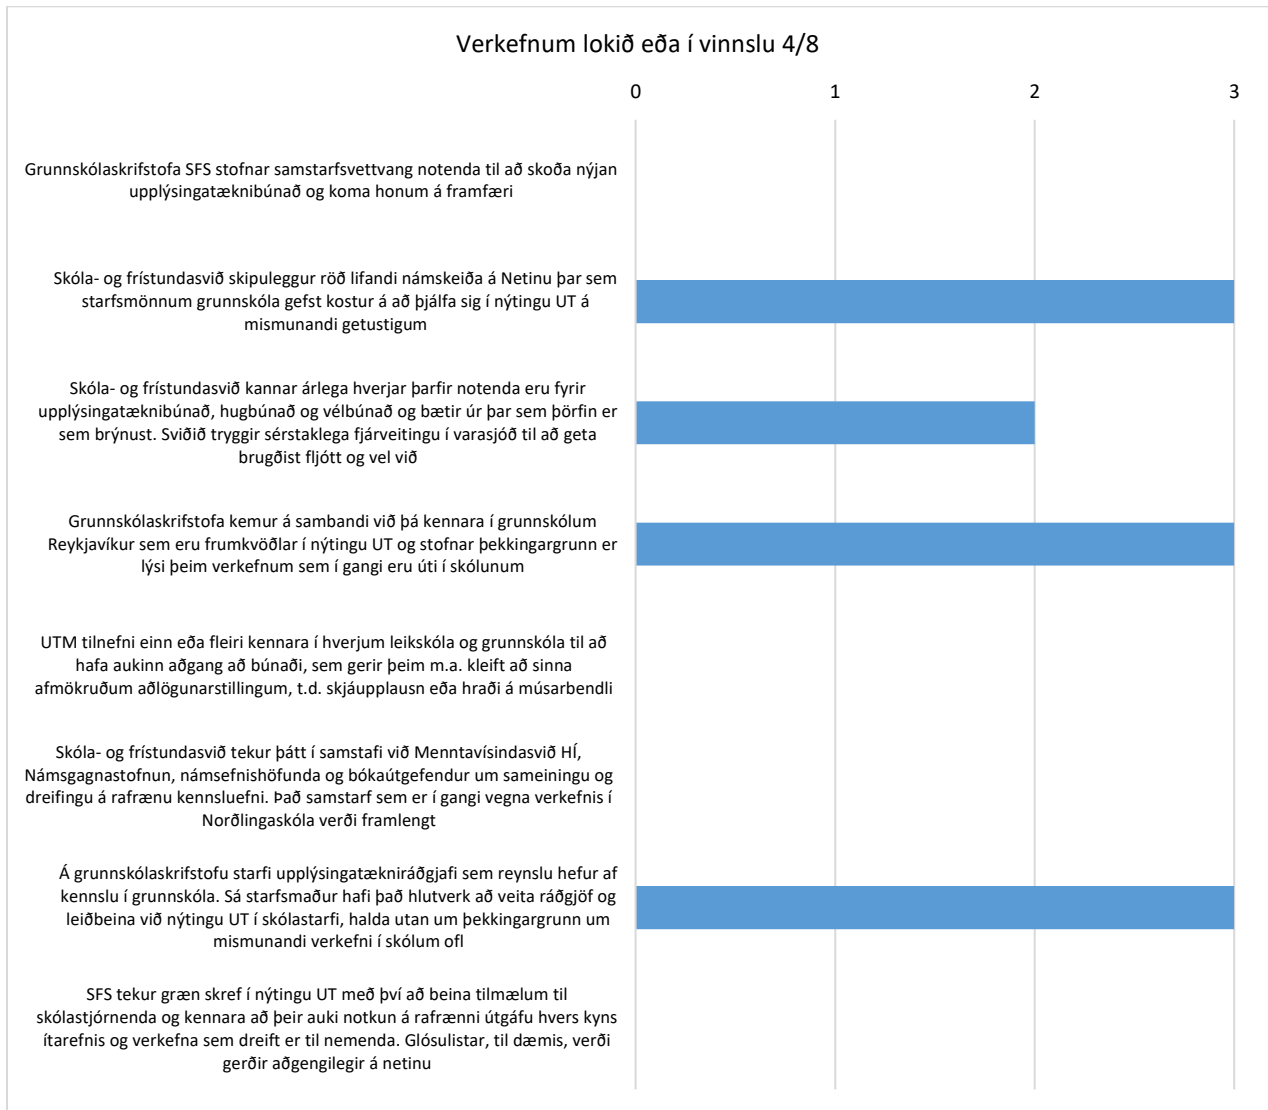 Verkefnum lokið eða í vinnslu 4/8
0 1 2 3
Grunnskólaskrifstofa SFS stofnar samstarfsvettvang notenda til að skoða nýjan
upplýsingatæknibúnað og koma honum á framfæri
Skóla- og frístundasvið skipuleggur röð lifandi námskeiða á Netinu þar sem
starfsmönnum grunnskóla gefst kostur á að þjálfa sig í nýtingu UT á
mismunandi getustigum
Skóla- og frístundasvið kannar árlega hverjar þarfir notenda eru fyrir
upplýsingatæknibúnað, hugbúnað og vélbúnað og bætir úr þar sem þörfin er
sem brýnust. Sviðið tryggir sérstaklega fjárveitingu í varasjóð til að geta
brugðist fljótt og vel við
Grunnskólaskrifstofa kemur á sambandi við þá kennara í grunnskólum
Reykjavíkur sem eru frumkvöðlar í nýtingu UT og stofnar þekkingargrunn er
lýsi þeim verkefnum sem í gangi eru úti í skólunum
UTM tilnefni einn eða fleiri kennara í hverjum leikskóla og grunnskóla til að
hafa aukinn aðgang að búnaði, sem gerir þeim m.a. kleift að sinna
afmökruðum aðlögunarstillingum, t.d. skjáupplausn eða hraði á músarbendli
Skóla- og frístundasvið tekur þátt í samstafi við Menntavísindasvið HÍ,
Námsgagnastofnun, námsefnishöfunda og bókaútgefendur um sameiningu og
dreifingu á rafrænu kennsluefni. Það samstarf sem er í gangi vegna verkefnis í
Norðlingaskóla verði framlengt
Á grunnskólaskrifstofu starfi upplýsingatækniráðgjafi sem reynslu hefur af
kennslu í grunnskóla. Sá starfsmaður hafi það hlutverk að veita ráðgjöf og
leiðbeina við nýtingu UT í skólastarfi, halda utan um þekkingargrunn um
mismunandi verkefni í skólum ofl
SFS tekur græn skref í nýtingu UT með því að beina tilmælum til
skólastjórnenda og kennara að þeir auki notkun á rafrænni útgáfu hvers kyns
ítarefnis og verkefna sem dreift er til nemenda. Glósulistar, til dæmis, verði
gerðir aðgengilegir á netinu